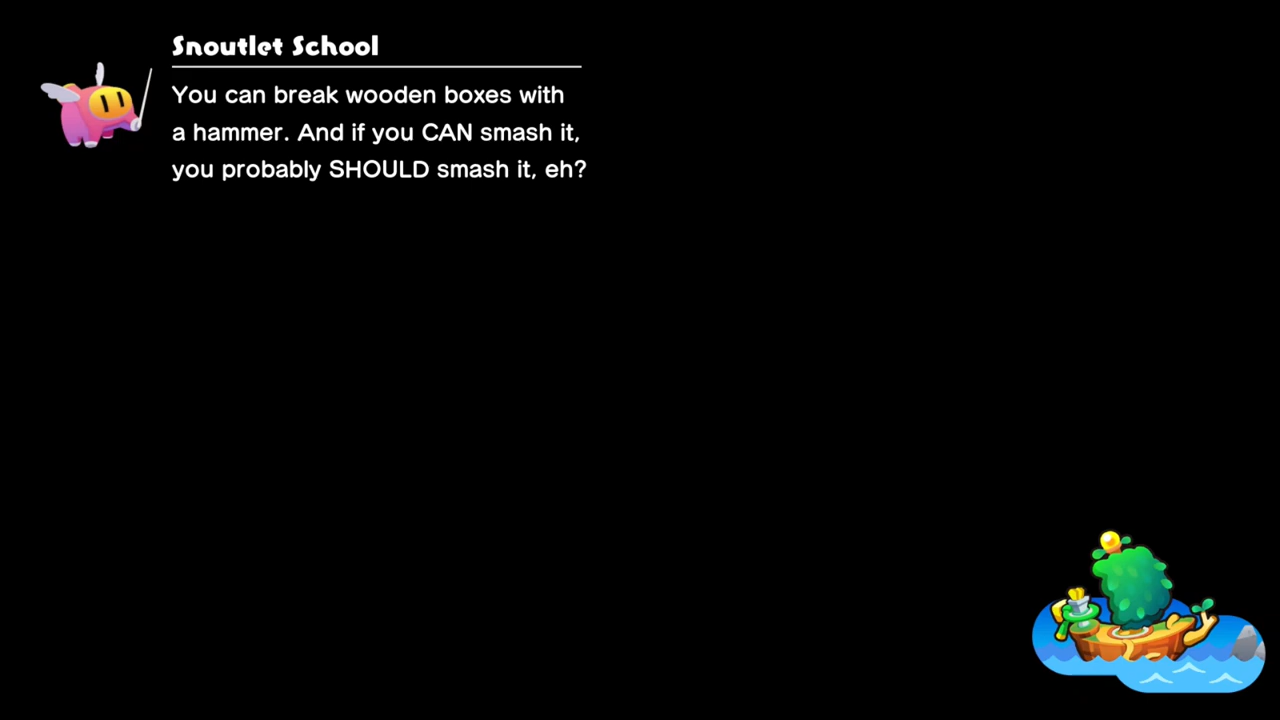 Snoutlet School
You can break wooden boxes with
a hammer. And if you CAN smash it,
you probably SHOULD smash it, eh?